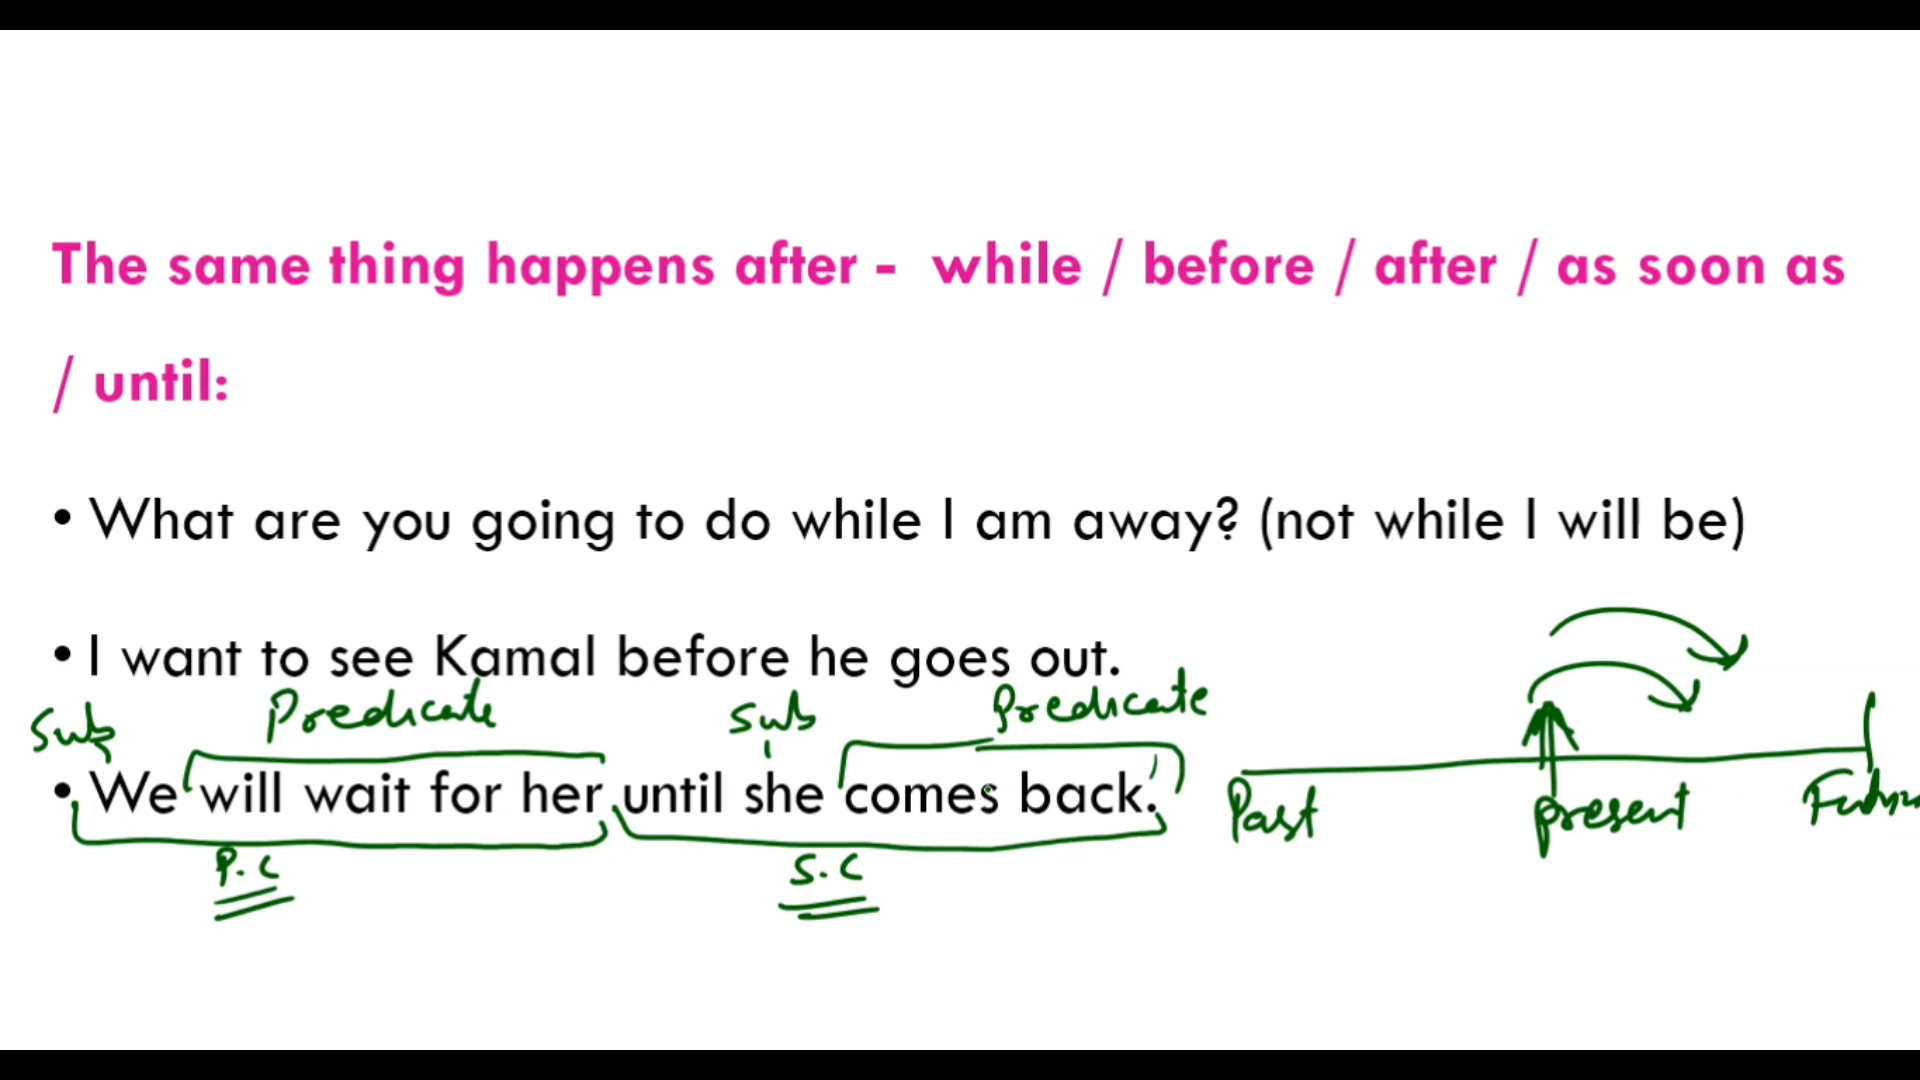 The same thing happens after - while / before / after / as soon as
/ until:
• What are you going to do while I am away? (not while I will be)
• I want to see Kamal before he goes out.
Sub Predicate Sub Predicate
• We will wait for her until she comes back.
Past present
P.C S.C